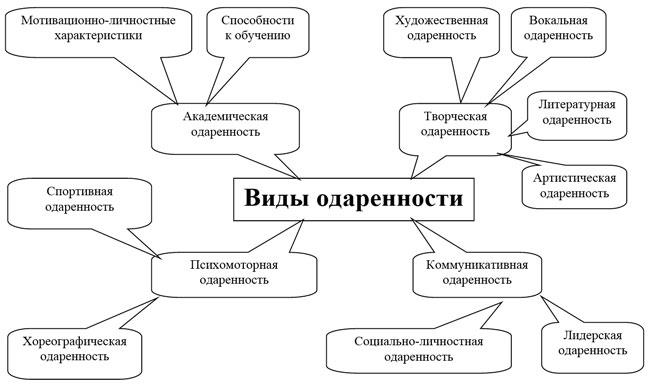 Мотивационно-личностные
характеристики
Способности
к обучению
Художественная
одаренность
Вокальная
одаренность
Академическая
одаренность
Творческая
одаренность
Литературная
одаренность
Артистическая
одаренность
Виды одаренности
Спортивная
одаренность
Психомоторная
одаренность
Коммуникативная
одаренность
Хореографическая
одаренность
Социально-личностная
одаренность
Лидерская
одаренность